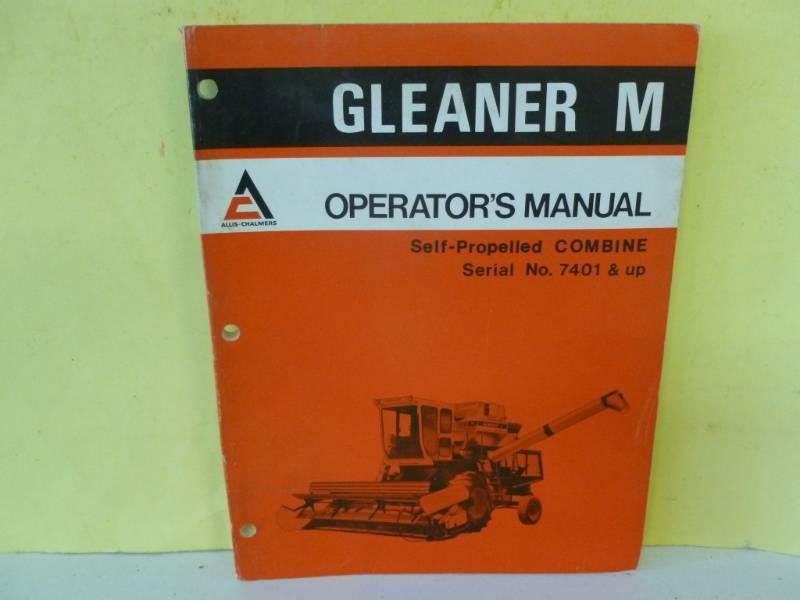 GLEANER M
ALLIS-CHALMERS
OPERATOR'S MANUAL
Self-Propelled COMBINE
Serial No. 7401 & up